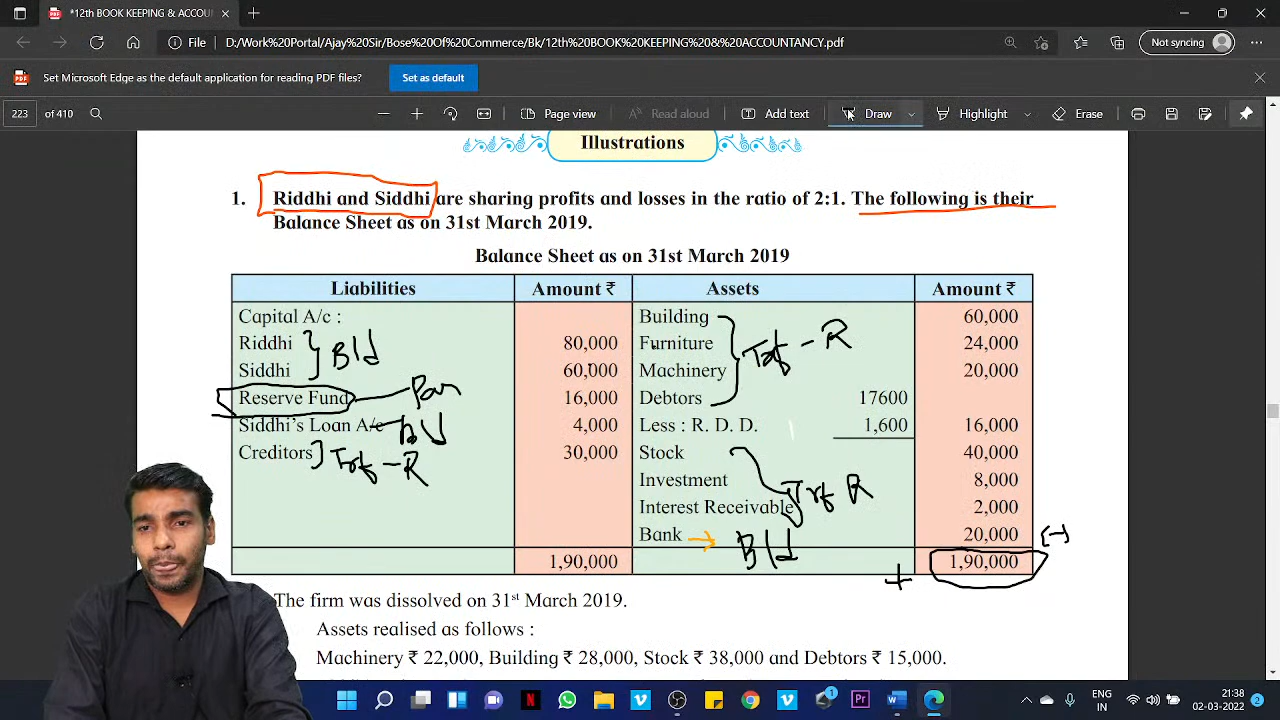 *12th BOOK KEEPING & ACCOUNT
File D:/Work%20Portal/Ajay%Sir/Bose%20Of%20Commerce/Bk/12th%20BOOK%20KEEPING%20&%20ACCOUNTANCY.pdf Not syncing
Set Microsoft Edge as the default application for reading PDF files? Set as default
223 of 410 Page view Read aloud Add text Draw Highlight Erase
Illustrations
1. Riddhi and Siddhi are sharing profits and losses in the ratio of 2:1. The following is their
Balance Sheet as on 31st March 2019.
Balance Sheet as on 31st March 2019
Liabilities Amount ₹ Assets Amount ₹
Capital A/c : Building 60,000
Riddhi 80,000 Furniture 24,000
Bld Trf - R
Siddhi 60,000 Machinery 20,000
Reserve Fund 16,000 Debtors 17600
Siddhi's Loan A/c 4,000 Less : R. D. D. 1,600 16,000
Creditors 30,000 Stock 40,000
Trf - R
Investment 8,000
Trf R
Interest Receivable 2,000
Bank 20,000 (-)
Bld
1,90,000 1,90,000
+
The firm was dissolved on 31st March 2019.
Assets realised as follows :
Machinery ₹ 22,000, Building ₹ 28,000, Stock ₹ 38,000 and Debtors ₹ 15,000.
ENG
IN
21:38
02-03-2022
2